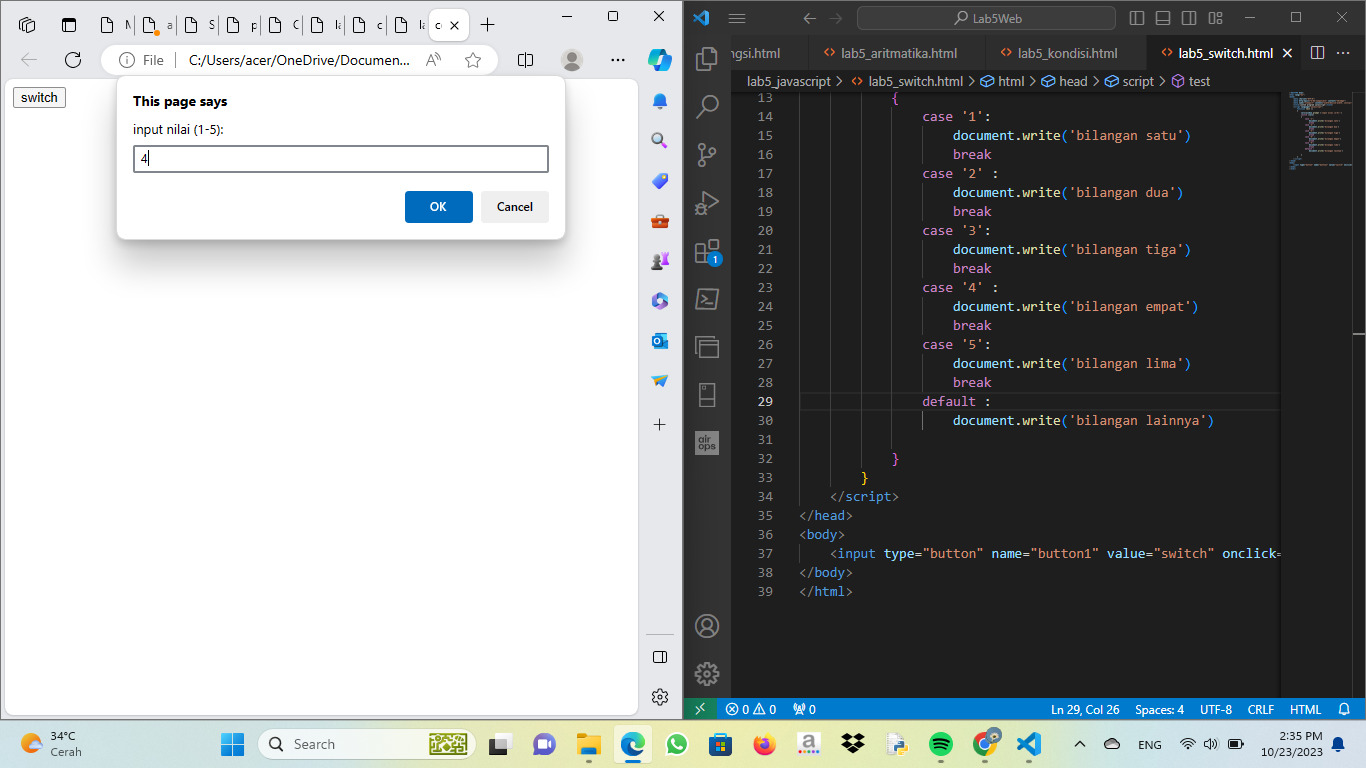 File
C:/Users/acer/OneDrive/Documen...
switch
This page says
input nilai (1-5):
4
OK
Cancel
Lab5Web
ngsi.html
lab5_aritmatika.html
lab5_kondisi.html
lab5_switch.html
lab5_javascript > lab5_switch.html > html > head > script > test
13 {
14 case '1':
15 document.write('bilangan satu')
16 break
17 case '2' :
18 document.write('bilangan dua')
19 break
20 case '3':
21 document.write('bilangan tiga')
22 break
23 case '4' :
24 document.write('bilangan empat')
25 break
26 case '5':
27 document.write('bilangan lima')
28 break
29 default :
30 document.write('bilangan lainnya')
31
32 }
33 }
34 </script>
35 </head>
36 <body>
37 <input type="button" name="button1" value="switch" onclick=
38 </body>
39 </html>
1
air
ops
0 0 0
Ln 29, Col 26 Spaces: 4 UTF-8 CRLF HTML
34°C
Cerah
Search
ENG
2:35 PM
10/23/2023